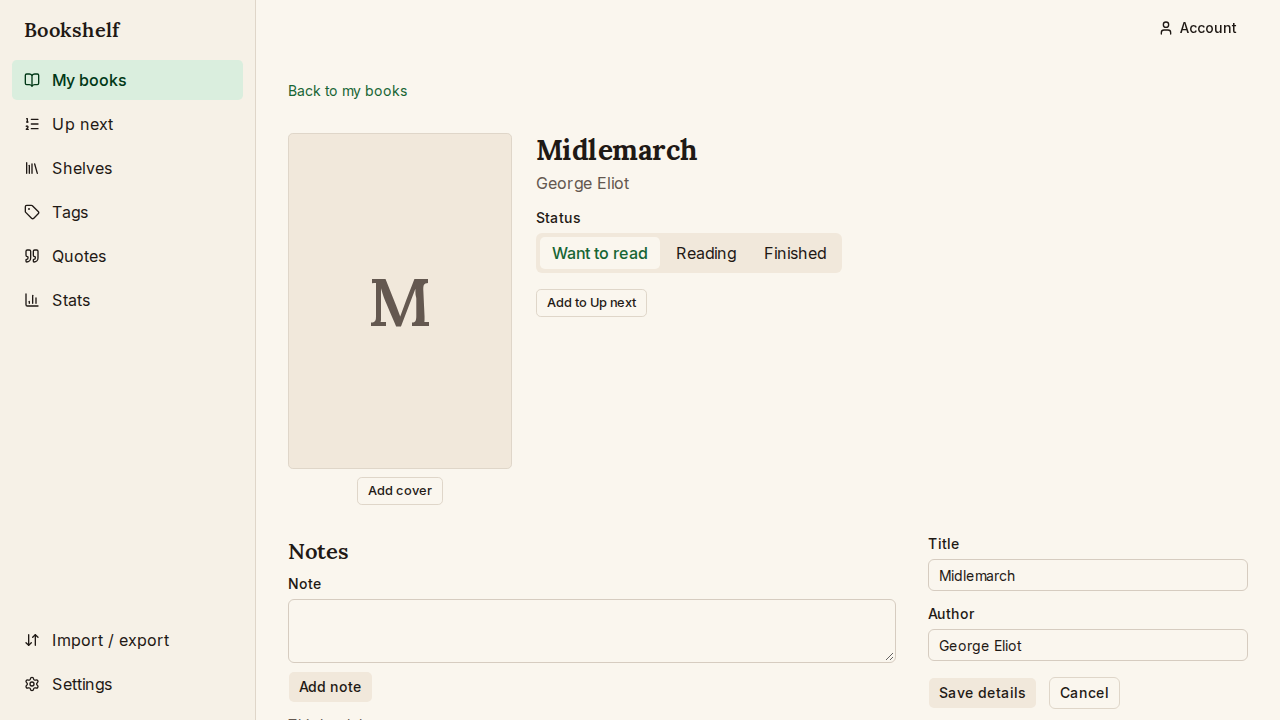 Bookshelf
My books
Up next
Shelves
Tags
Quotes
Stats
Import / export
Settings
Account
Back to my books
M
Add cover
Midlemarch
George Eliot
Status
Want to read Reading Finished
Add to Up next
Notes
Note
Add note
Title
Midlemarch
Author
George Eliot
Save details Cancel